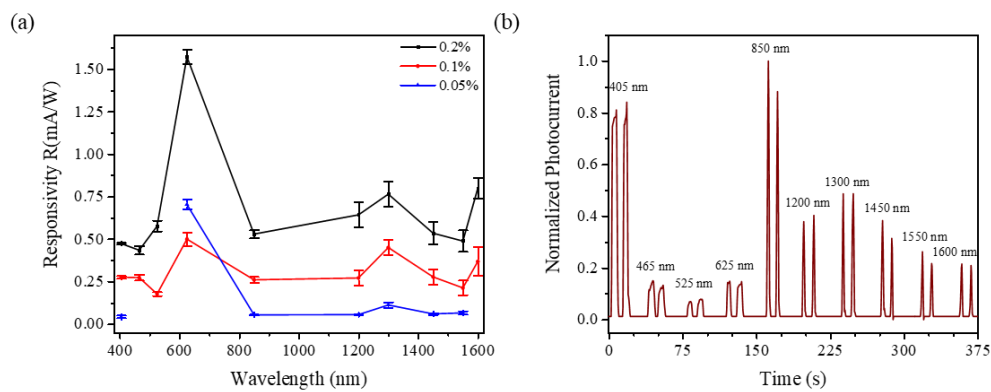 (a)
Responsivity R(mA/W)
1.50
1.25
1.00
0.75
0.50
0.25
0.00
0.2%
0.1%
0.05%
400 600 800 1000 1200 1400 1600
Wavelength (nm)
(b)
Normalized Photocurrent
1.0
0.8
0.6
0.4
0.2
0.0
850 nm
405 nm
1300 nm
1200 nm
1450 nm
1550 nm
1600 nm
465 nm
625 nm
525 nm
0 75 150 225 300 375
Time (s)